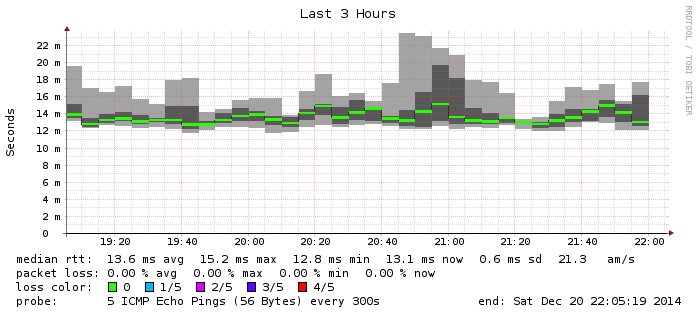 Last 3 Hours
RRDTOOL / TOBI OETIKER
Seconds
22 m
20 m
18 m
16 m
14 m
12 m
10 m
8 m
6 m
4 m
2 m
0
19:20 19:40 20:00 20:20 20:40 21:00 21:20 21:40 22:00
median rtt: 13.6 ms avg 15.2 ms max 12.8 ms min 13.1 ms now 0.6 ms sd 21.3 am/s
packet loss: 0.00 % avg 0.00 % max 0.00 % min 0.00 % now
loss color: 0 1/5 2/5 3/5 4/5
probe: 5 ICMP Echo Pings (56 Bytes) every 300s end: Sat Dec 20 22:05:19 2014